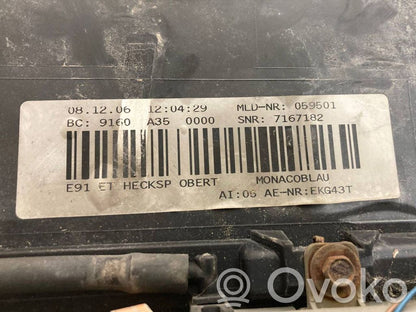 08.12.06 12:04:29 MLD-NR: 059501
BC: 9160 A35 0000 SNR: 7167182
E91 ET HECKSP OBERT MONACOBLAU
AI:05 AE-NR:EKG43T
Ovoko